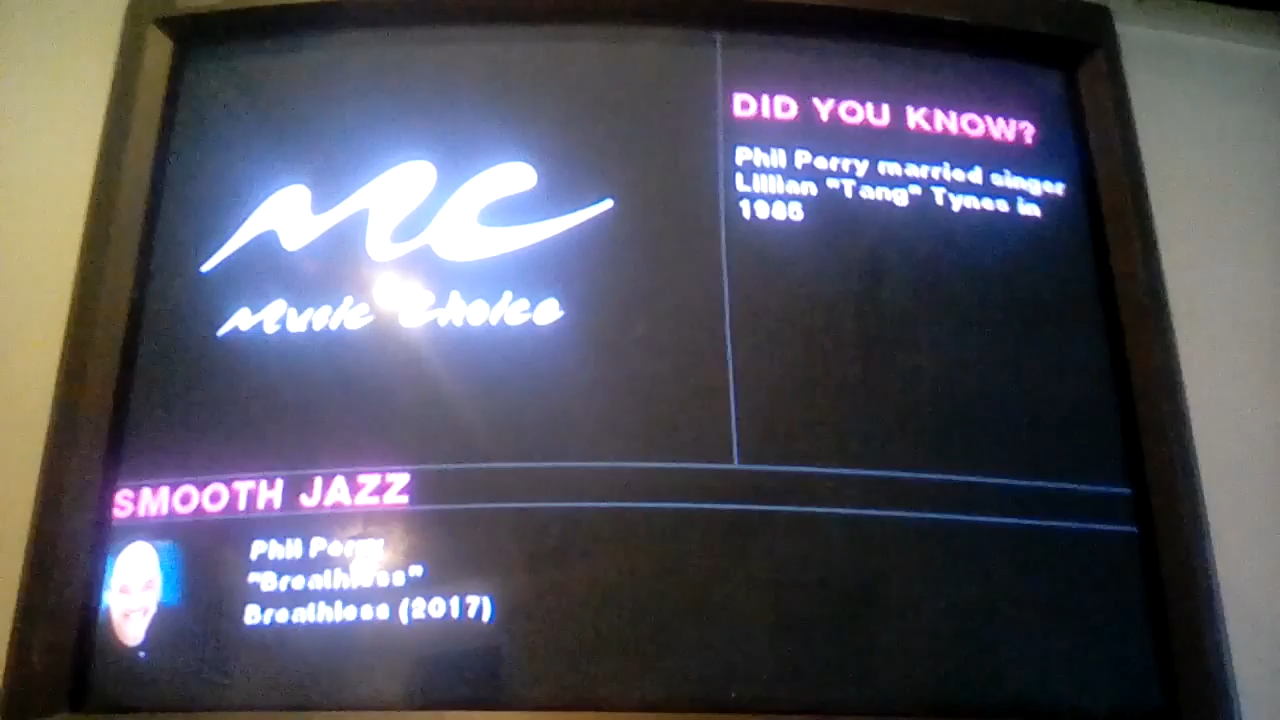 MC
Music Choice
DID YOU KNOW?
Phil Perry married singer
Lillian "Tang" Tynes in
1985
SMOOTH JAZZ
Phil Perry
"Breathless"
Breathless (2017)